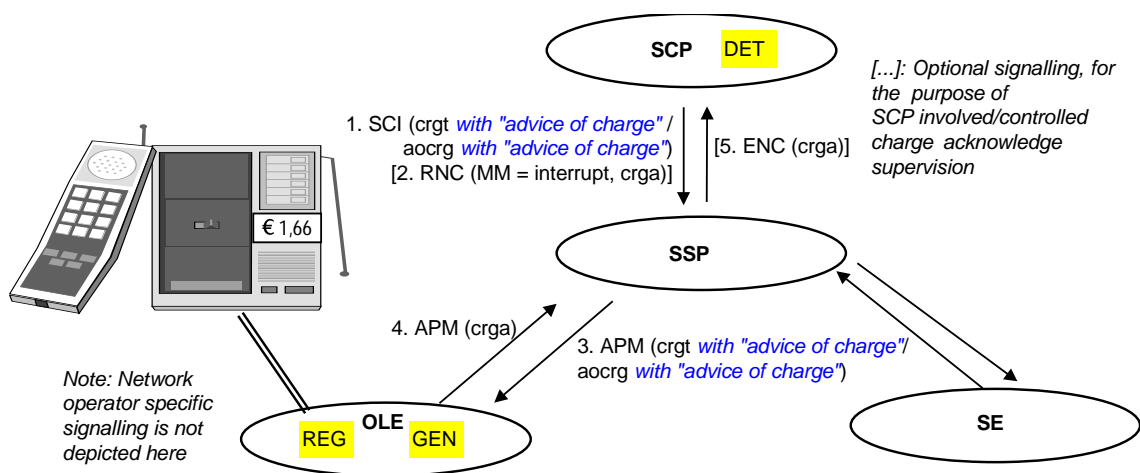 SCP DET
[...]: Optional signalling, for
the purpose of
SCP involved/controlled
charge acknowledge
supervision
1. SCI (crgt with "advice of charge" /
aocrg with "advice of charge")
[2. RNC (MM = interrupt, crga)]
[5. ENC (crga)]
€ 1,66
SSP
4. APM (crga)
3. APM (crgt with "advice of charge"/
aocrg with "advice of charge")
Note: Network
operator specific
signalling is not
depicted here
OLE
REG GEN
SE